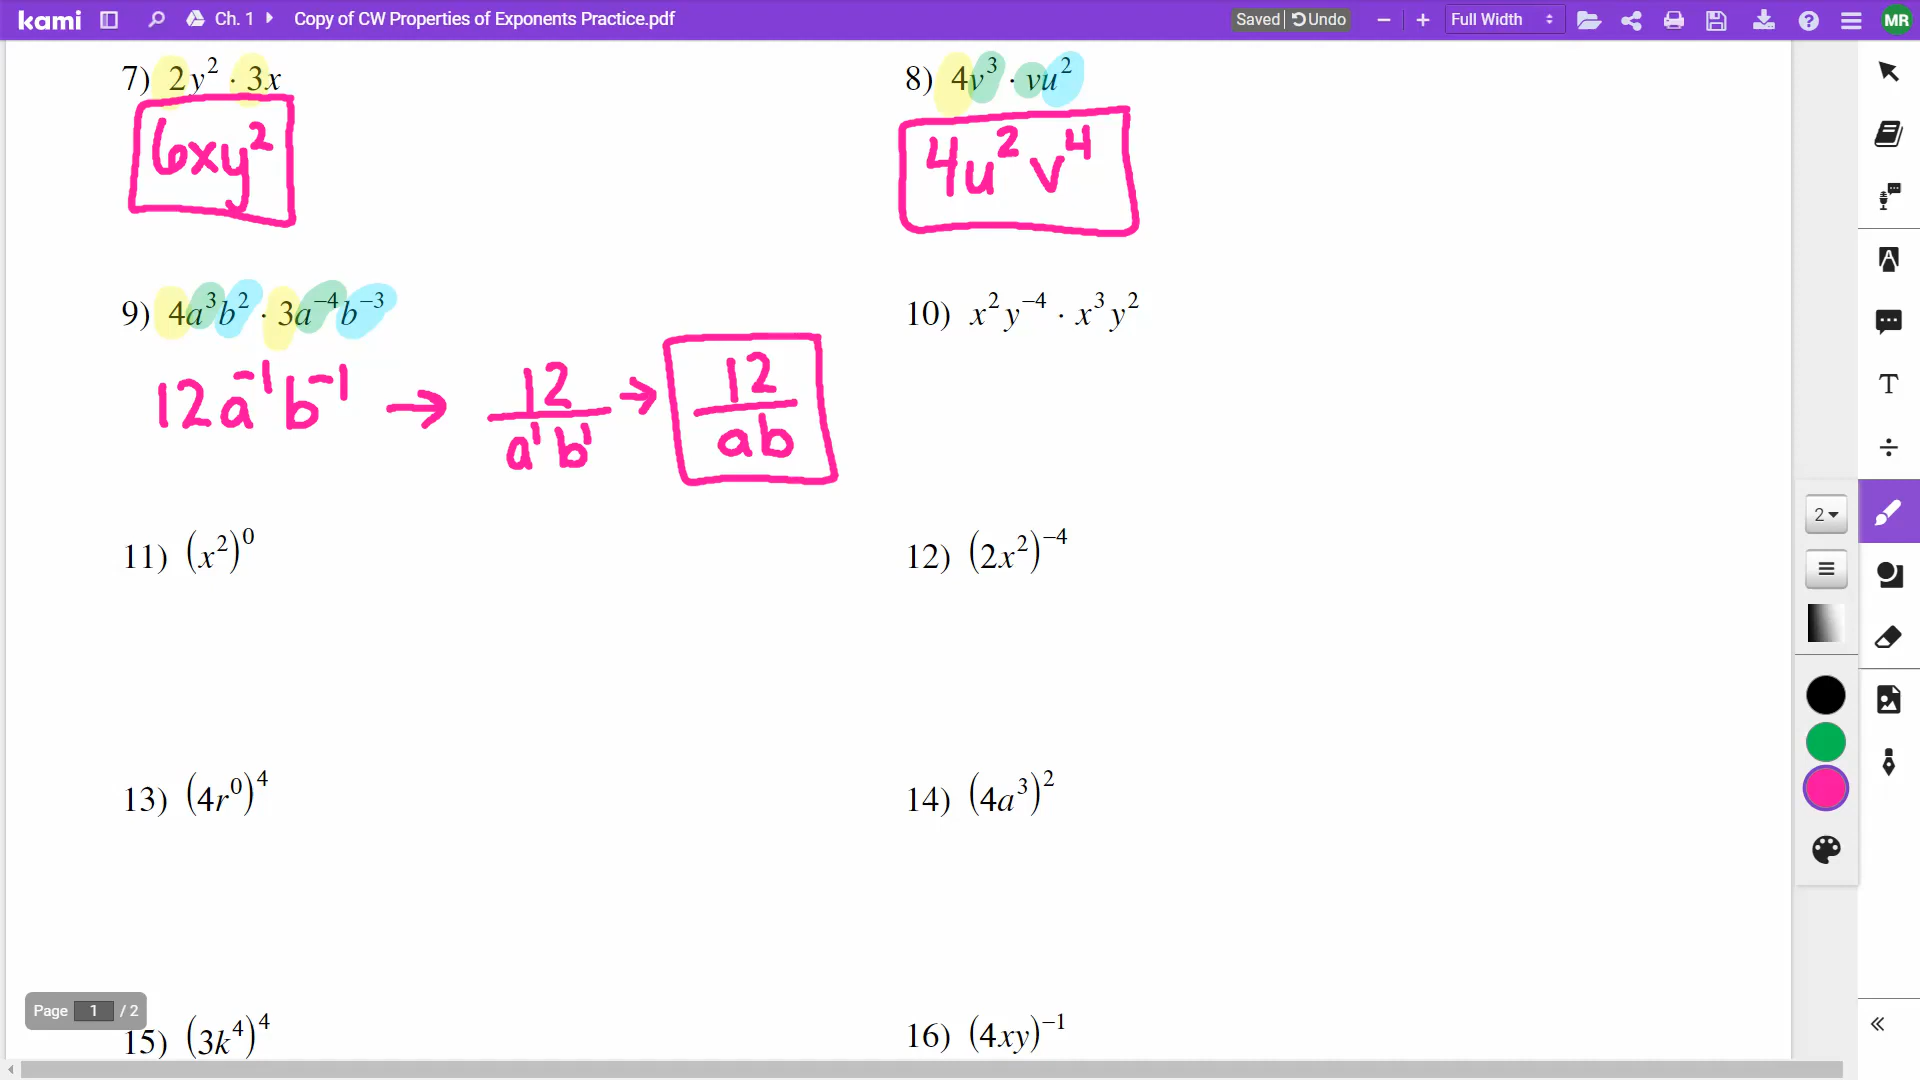 kami Ch. 1 Copy of CW Properties of Exponents Practice.pdf Saved Undo − + Full Width MR
7) 2y² · 3x
6xy²
8) 4v³ · vu²
4u²v⁴
9) 4a³b² · 3a⁻⁴b⁻³
12a⁻¹b⁻¹ → 12/a¹b¹ → 12/ab
10) x²y⁻⁴ · x³y²
11) (x²)⁰
12) (2x²)⁻⁴
13) (4r⁰)⁴
14) (4a³)²
15) (3k⁴)⁴
16) (4xy)⁻¹
Page 1 / 2
2